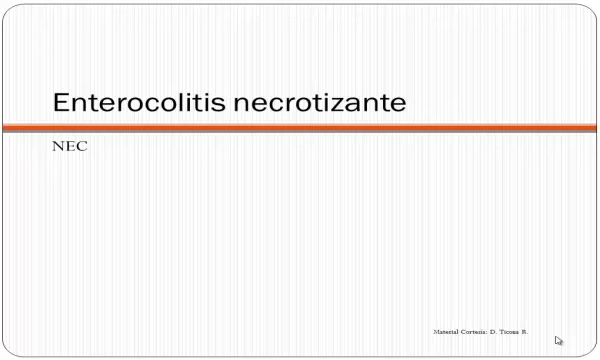 Enterocolitis necrotizante
NEC
Material Cortesía: D. Ticona R.